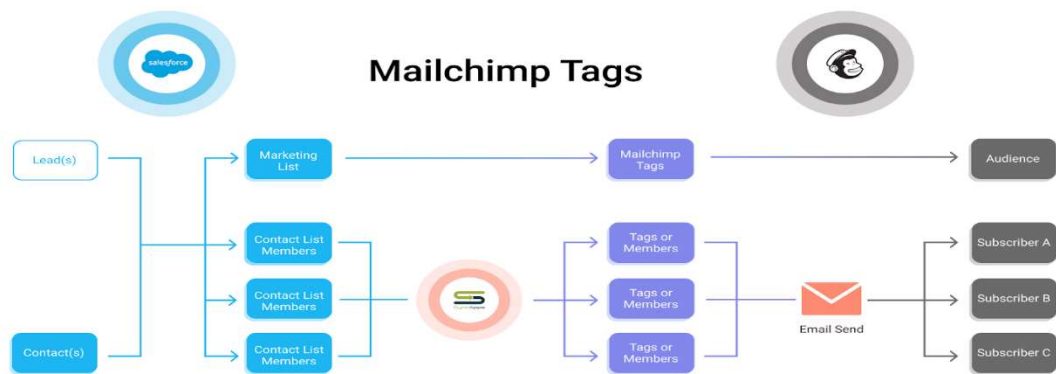 salesforce
Mailchimp Tags
Lead(s)
Marketing
List
Mailchimp
Tags
Audience
Contact List
Members
Tags or
Members
Subscriber A
Contact List
Members
Tags or
Members
Subscriber B
Email Send
Contact(s)
Contact List
Members
Tags or
Members
Subscriber C